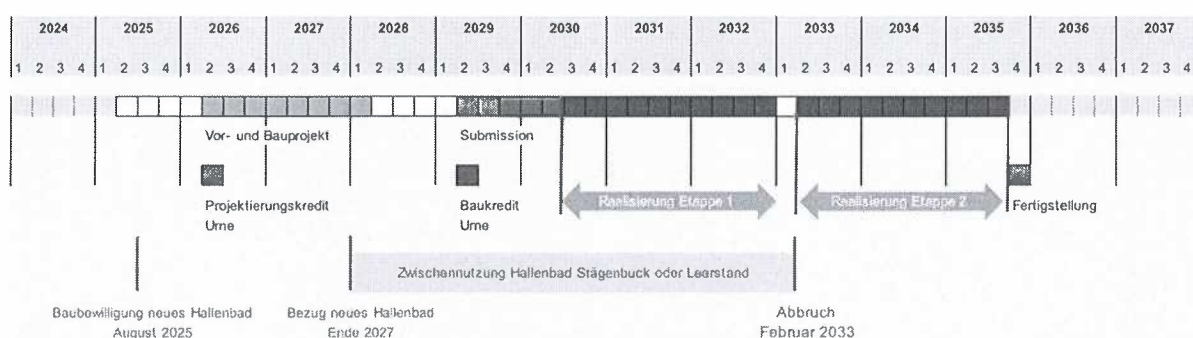 2024 2025 2026 2027 2028 2029 2030 2031 2032 2033 2034 2035 2036 2037
1 2 3 4 1 2 3 4 1 2 3 4 1 2 3 4 1 2 3 4 1 2 3 4 1 2 3 4 1 2 3 4 1 2 3 4 1 2 3 4 1 2 3 4 1 2 3 4 1 2 3 4 1 2 3 4
Vor- und Bauprojekt Submission
Realisierung Etappe 1 Realisierung Etappe 2
Projektierungskredit Baukredit Fertigstellung
Urne Urne
Zwischennutzung Hallenbad Stägenbuck oder Leerstand
Baubewilligung neues Hallenbad Bezug neues Hallenbad Abbruch
August 2025 Ende 2027 Februar 2033